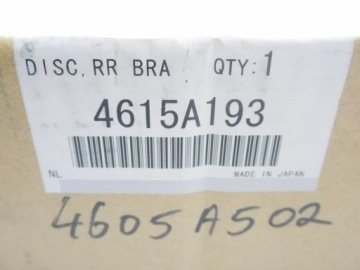 DISC, RR BRA QTY: 1
4615A193
NL MADE IN JAPAN
4605A502